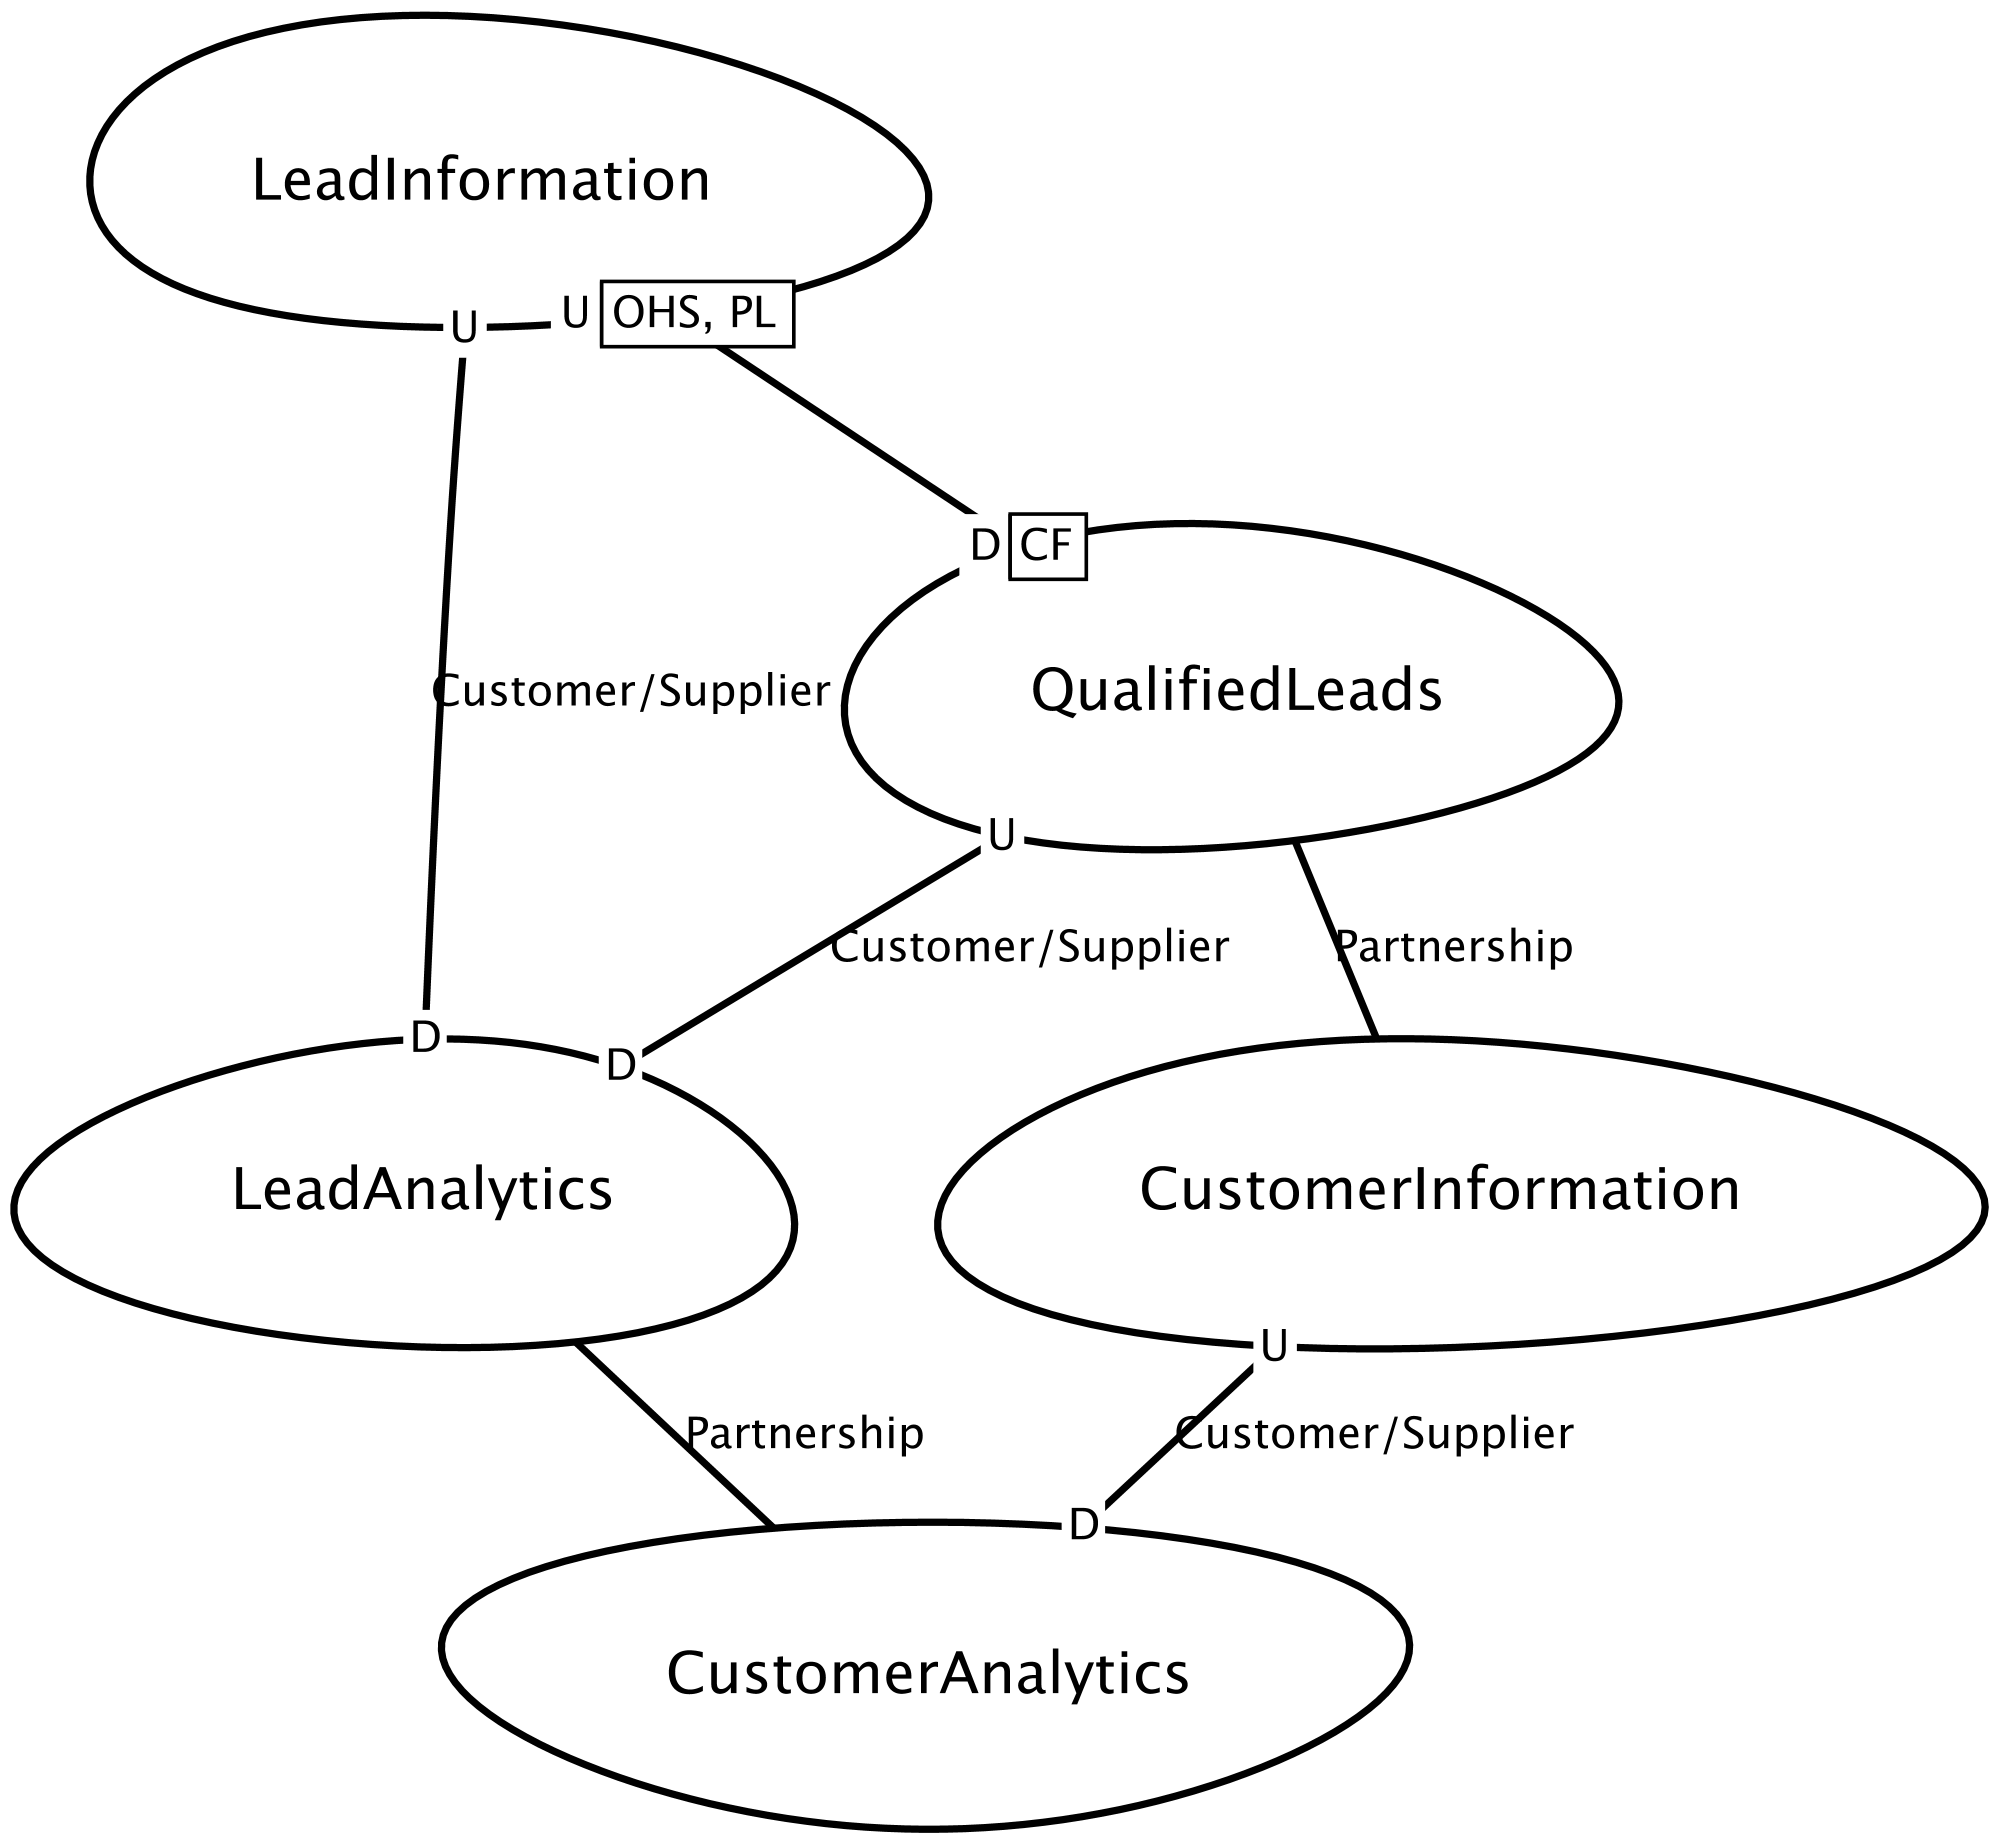 LeadInformation
U
U
OHS, PL
D
CF
Customer/Supplier
QualifiedLeads
U
Customer/Supplier
Partnership
D
D
LeadAnalytics
CustomerInformation
U
Partnership
Customer/Supplier
D
CustomerAnalytics